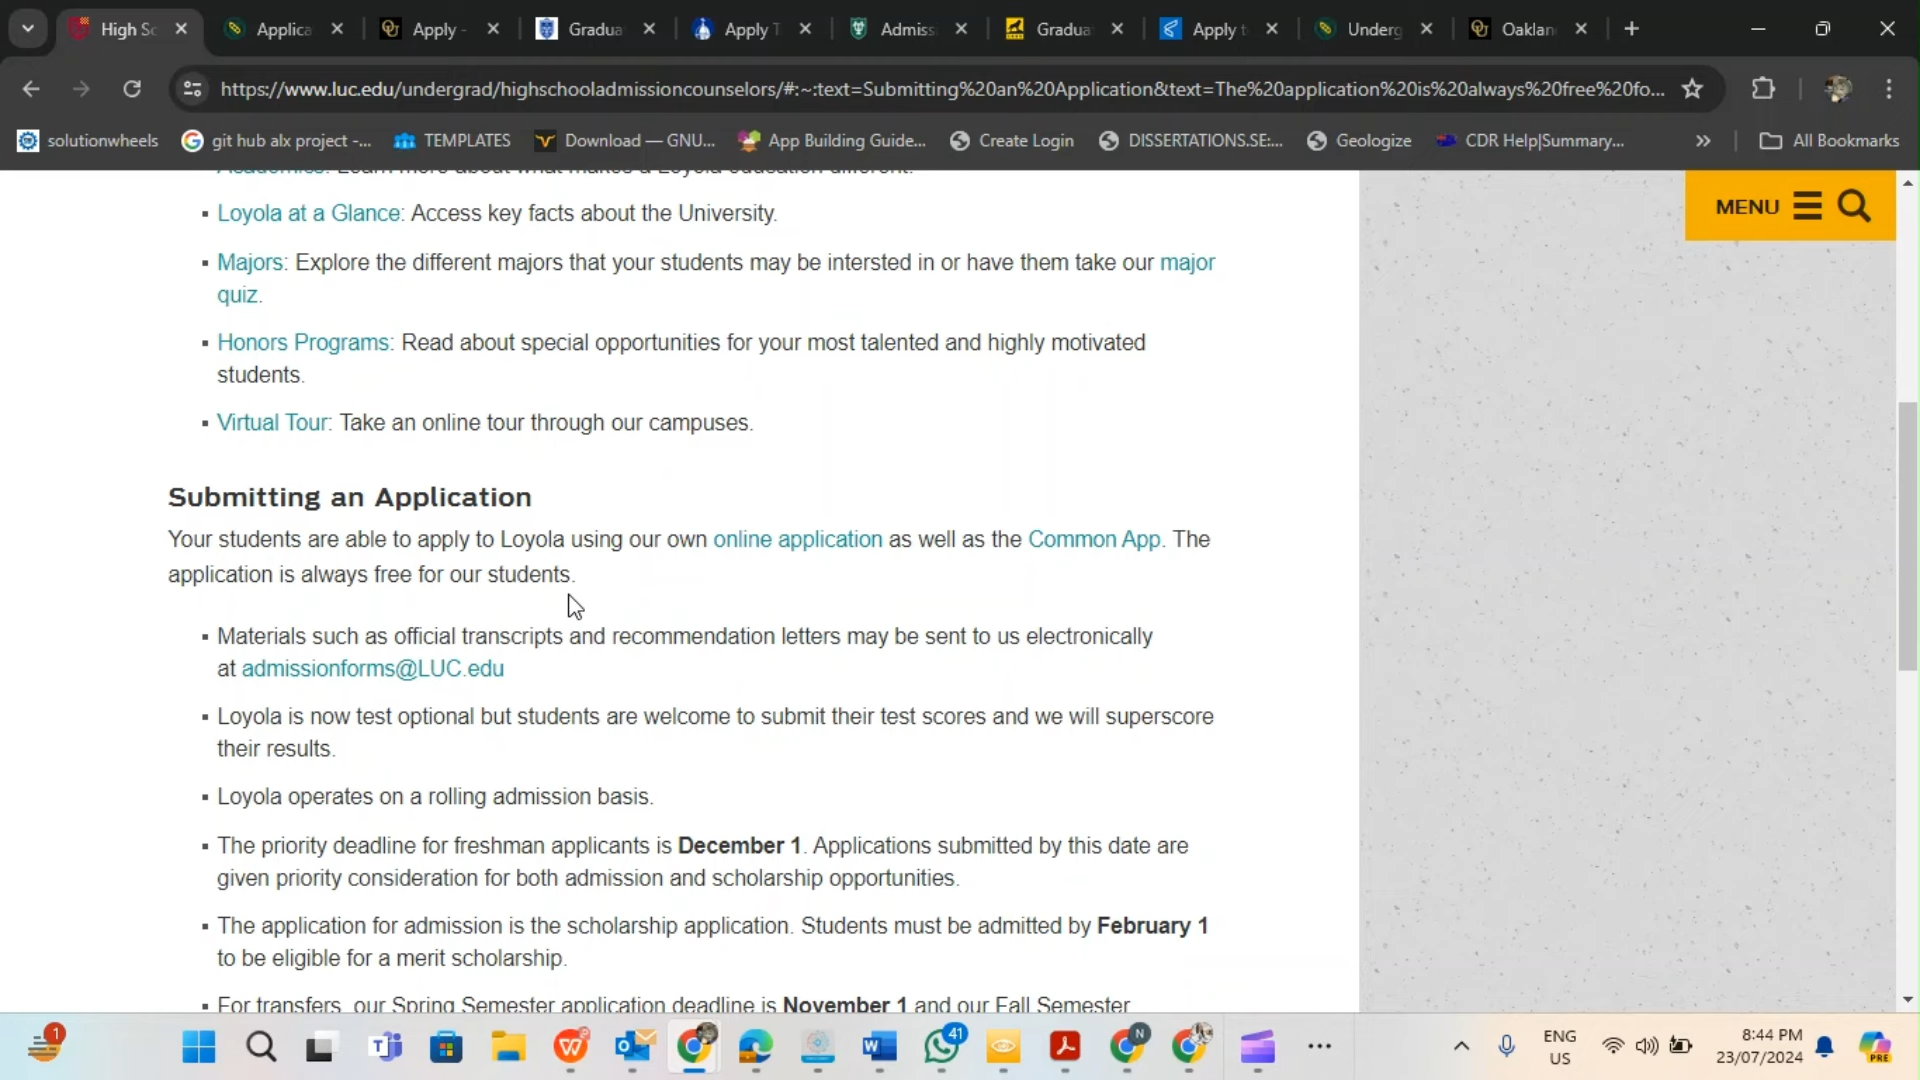 High Sc
Applica
Apply -
Gradua
Apply T
Admiss
Gradua
Apply t
Underg
Oaklan
https://www.luc.edu/undergrad/highschooladmissioncounselors/#:~:text=Submitting%20an%20Application&text=The%20application%20is%20always%20free%20fo...
solutionwheels
git hub alx project -...
TEMPLATES
Download — GNU...
App Building Guide...
Create Login
DISSERTATIONS.SE:...
Geologize
CDR Help|Summary...
All Bookmarks
Academics: Learn more about what makes a Loyola education different.
MENU
Loyola at a Glance: Access key facts about the University.
Majors: Explore the different majors that your students may be intersted in or have them take our major
quiz.
Honors Programs: Read about special opportunities for your most talented and highly motivated
students.
Virtual Tour: Take an online tour through our campuses.
Submitting an Application
Your students are able to apply to Loyola using our own online application as well as the Common App. The
application is always free for our students.
Materials such as official transcripts and recommendation letters may be sent to us electronically
at admissionforms@LUC.edu
Loyola is now test optional but students are welcome to submit their test scores and we will superscore
their results.
Loyola operates on a rolling admission basis.
The priority deadline for freshman applicants is December 1. Applications submitted by this date are
given priority consideration for both admission and scholarship opportunities.
The application for admission is the scholarship application. Students must be admitted by February 1
to be eligible for a merit scholarship.
For transfers, our Spring Semester application deadline is November 1 and our Fall Semester
1
41
N
ENG
US
8:44 PM
23/07/2024
PRE